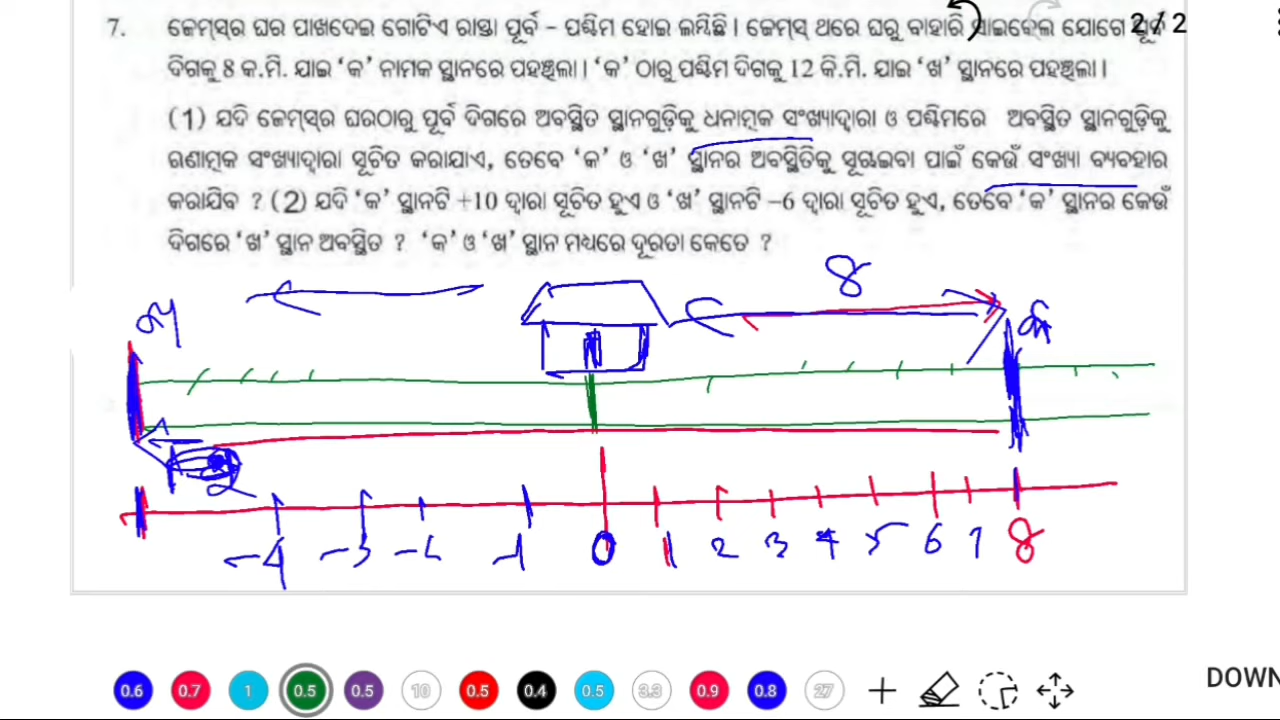 7. ଜେମ୍‌ସ୍‌ର ଘର ପାଖଦେଇ ଗୋଟିଏ ରାସ୍ତା ପୂର୍ବ – ପଶ୍ଚିମ ହୋଇ ଲମ୍ବିଛି। ଜେମ୍‌ସ୍ ଥରେ ଘରୁ ବାହାରି ସାଇକେଲ ଯୋଗେ 2/2
ଦିଗକୁ 8 କ.ମି. ଯାଇ ‘କ’ ନାମକ ସ୍ଥାନରେ ପହଞ୍ଚିଲା। ‘କ’ ଠାରୁ ପଶ୍ଚିମ ଦିଗକୁ 12 କି.ମି. ଯାଇ ‘ଖ’ ସ୍ଥାନରେ ପହଞ୍ଚିଲା।
(1) ଯଦି ଜେମ୍‌ସ୍‌ର ଘରଠାରୁ ପୂର୍ବ ଦିଗରେ ଅବସ୍ଥିତ ସ୍ଥାନଗୁଡ଼ିକୁ ଧନାତ୍ମକ ସଂଖ୍ୟାଦ୍ୱାରା ଓ ପଶ୍ଚିମରେ ଅବସ୍ଥିତ ସ୍ଥାନଗୁଡ଼ିକୁ
ଋଣାତ୍ମକ ସଂଖ୍ୟାଦ୍ୱାରା ସୂଚିତ କରାଯାଏ, ତେବେ ‘କ’ ଓ ‘ଖ’ ସ୍ଥାନର ଅବସ୍ଥିତିକୁ ସୂଚାଇବା ପାଇଁ କେଉଁ ସଂଖ୍ୟା ବ୍ୟବହାର
କରାଯିବ ? (2) ଯଦି ‘କ’ ସ୍ଥାନଟି +10 ଦ୍ୱାରା ସୂଚିତ ହୁଏ ଓ ‘ଖ’ ସ୍ଥାନଟି –6 ଦ୍ୱାରା ସୂଚିତ ହୁଏ, ତେବେ ‘କ’ ସ୍ଥାନର କେଉଁ
ଦିଗରେ ‘ଖ’ ସ୍ଥାନ ଅବସ୍ଥିତ ? ‘କ’ ଓ ‘ଖ’ ସ୍ଥାନ ମଧ୍ୟରେ ଦୂରତା କେତେ ?
8
ଖ କ
-4 -3 -2 -1 0 1 2 3 4 5 6 7 8
0.6 0.7 1 0.5 0.5 10 0.5 0.4 0.5 3.3 0.9 0.8 27
DOWN